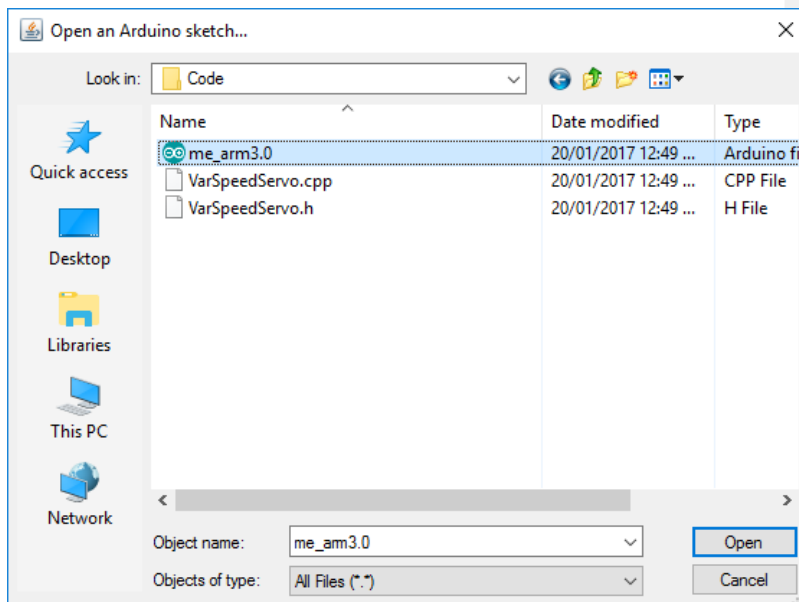 Open an Arduino sketch...
Look in: Code
Name Date modified Type
me_arm3.0 20/01/2017 12:49 ... Arduino fi
VarSpeedServo.cpp 20/01/2017 12:49 ... CPP File
VarSpeedServo.h 20/01/2017 12:49 ... H File
Quick access
Desktop
Libraries
This PC
Network
Object name: me_arm3.0 Open
Objects of type: All Files (*.*) Cancel